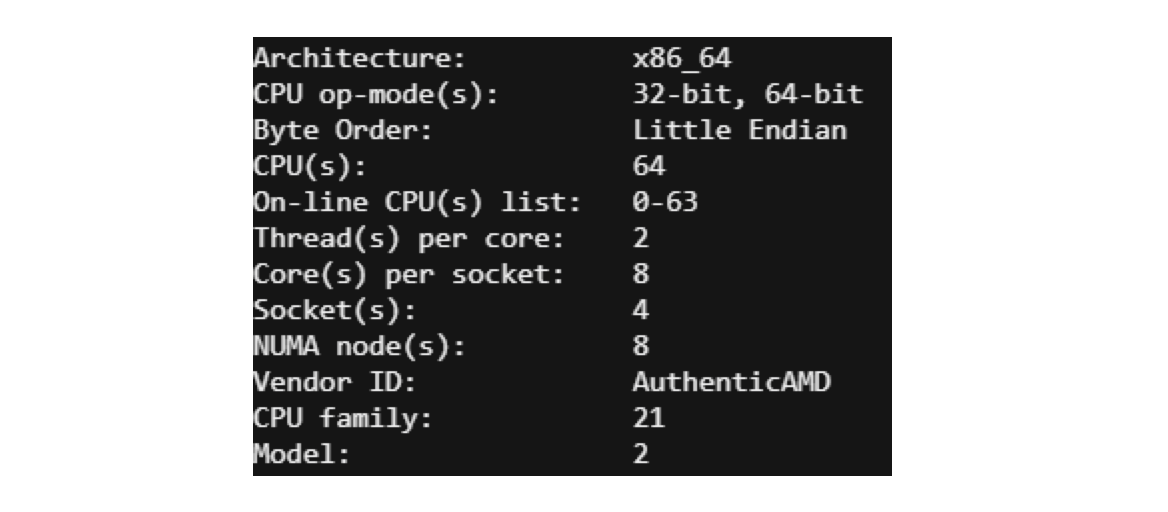 Architecture: x86_64
CPU op-mode(s): 32-bit, 64-bit
Byte Order: Little Endian
CPU(s): 64
On-line CPU(s) list: 0-63
Thread(s) per core: 2
Core(s) per socket: 8
Socket(s): 4
NUMA node(s): 8
Vendor ID: AuthenticAMD
CPU family: 21
Model: 2